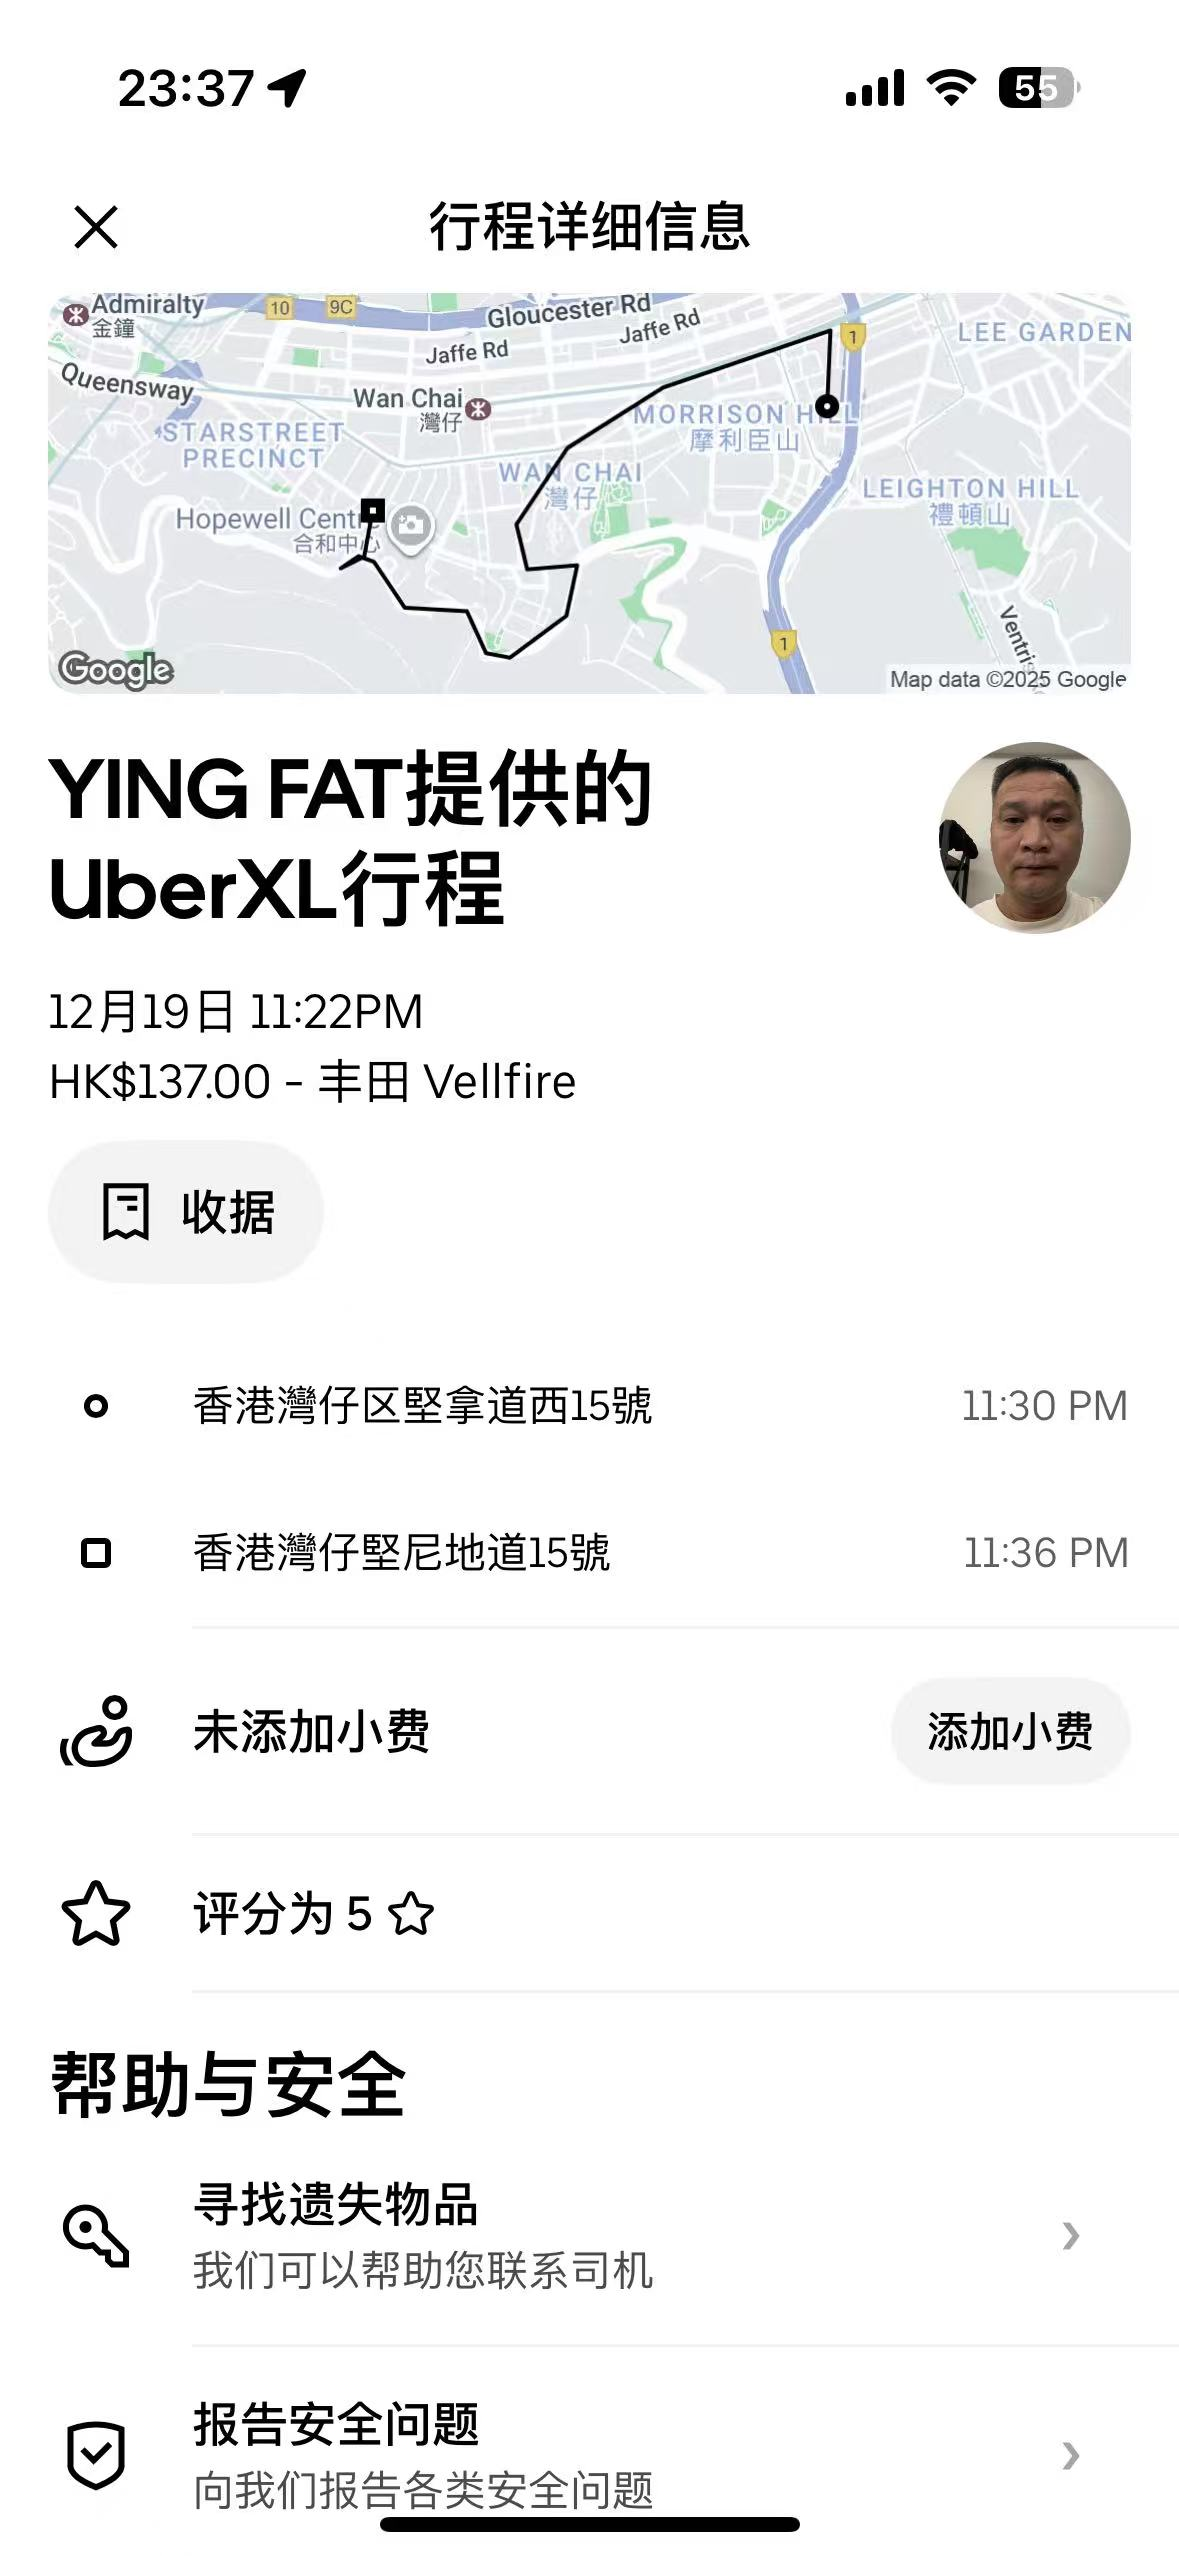 23:37
55
行程详细信息
Admiralty
金鐘
10
9C
Gloucester Rd
Jaffe Rd
Jaffe Rd
1
LEE GARDEN
Queensway
Wan Chai
灣仔
STARSTREET
PRECINCT
MORRISON HILL
摩利臣山
WAN CHAI
灣仔
LEIGHTON HILL
禮頓山
Hopewell Centre
合和中心
1
Google
Map data ©2025 Google
YING FAT提供的
UberXL行程
12月19日 11:22PM
HK$137.00 - 丰田 Vellfire
收据
香港灣仔区堅拿道西15號
11:30 PM
香港灣仔堅尼地道15號
11:36 PM
未添加小费
添加小费
评分为 5
帮助与安全
寻找遗失物品
我们可以帮助您联系司机
报告安全问题
向我们报告各类安全问题